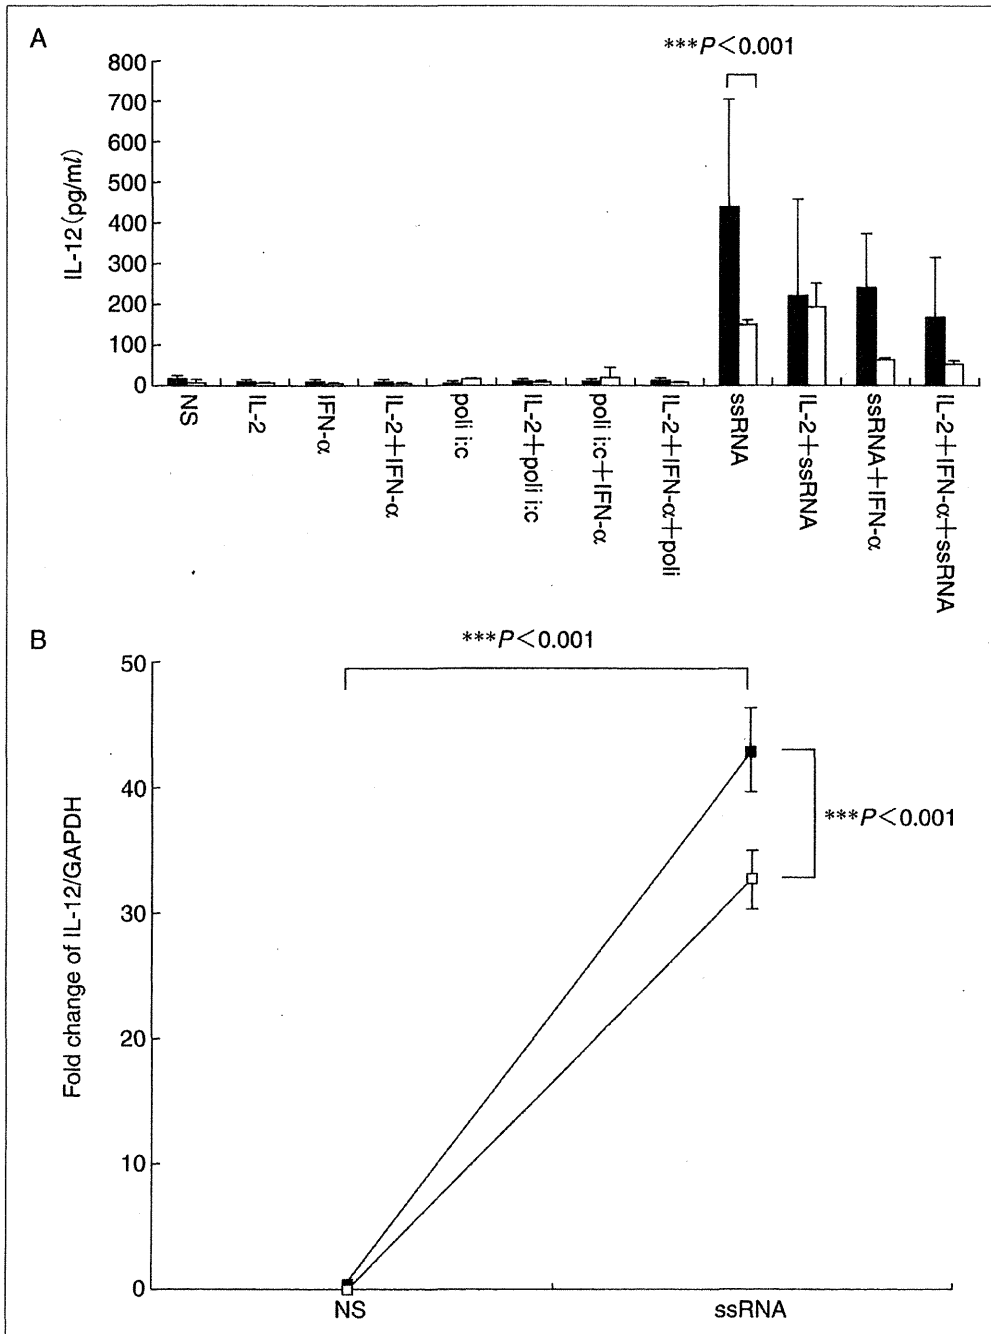 A
***P<0.001
800
700
600
500
400
300
200
100
0
IL-12(pg/ml)
NS
IL-2
IFN-α
IL-2+IFN-α
poli i:c
IL-2+poli i:c
poli i:c+IFN-α
IL-2+IFN-α+poli
ssRNA
IL-2+ssRNA
ssRNA+IFN-α
IL-2+IFN-α+ssRNA
B
***P<0.001
50
40
30
20
10
0
Fold change of IL-12/GAPDH
***P<0.001
NS
ssRNA